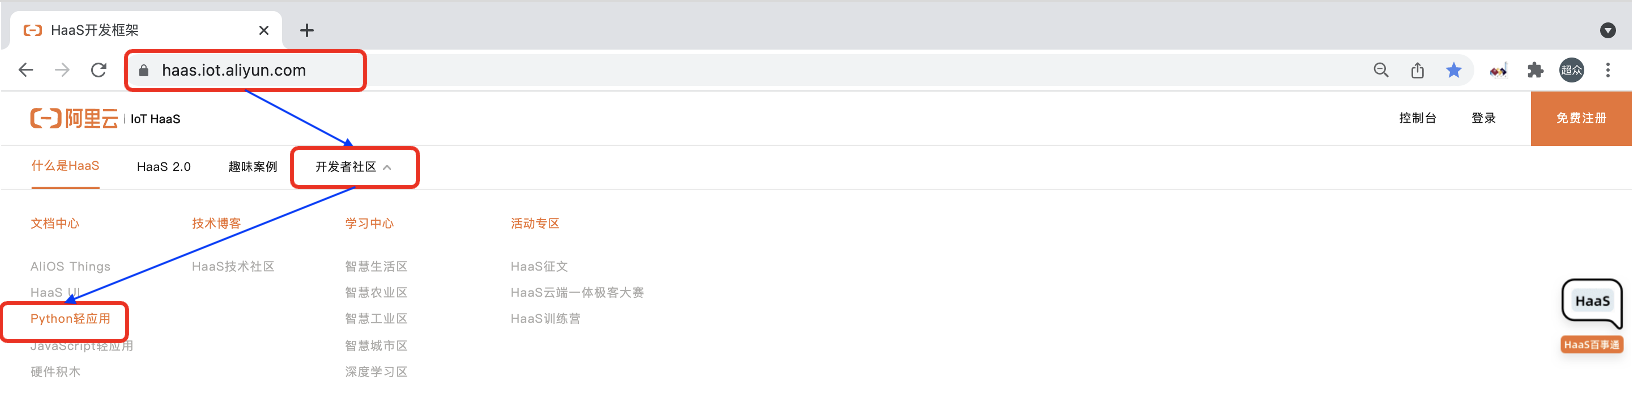 HaaS开发框架
haas.iot.aliyun.com
超众
阿里云 IoT HaaS
控制台 登录 免费注册
什么是HaaS HaaS 2.0 趣味案例 开发者社区
文档中心 技术博客 学习中心 活动专区
AliOS Things HaaS技术社区 智慧生活区 HaaS征文
HaaS UI 智慧农业区 HaaS云端一体极客大赛
Python轻应用 智慧工业区 HaaS训练营
JavaScript轻应用 智慧城市区
硬件积木 深度学习区
HaaS
HaaS百事通